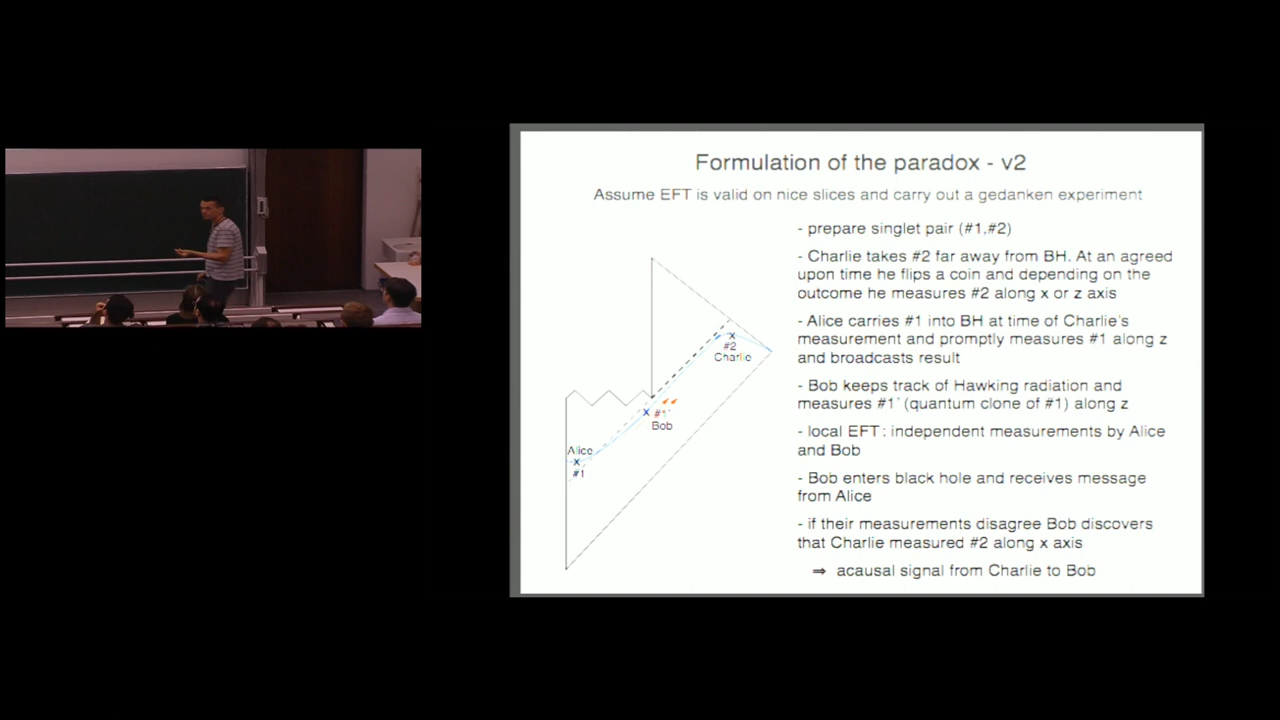 Formulation of the paradox - v2
Assume EFT is valid on nice slices and carry out a gedanken experiment
- prepare singlet pair (#1,#2)
- Charlie takes #2 far away from BH. At an agreed
upon time he flips a coin and depending on the
outcome he measures #2 along x or z axis
- Alice carries #1 into BH at time of Charlie's
measurement and promptly measures #1 along z
and broadcasts result
- Bob keeps track of Hawking radiation and
measures #1' (quantum clone of #1) along z
- local EFT: independent measurements by Alice
and Bob
- Bob enters black hole and receives message
from Alice
- if their measurements disagree Bob discovers
that Charlie measured #2 along x axis
⇒ acausal signal from Charlie to Bob
x
#2
Charlie
x #1'
Bob
Alice
x
#1